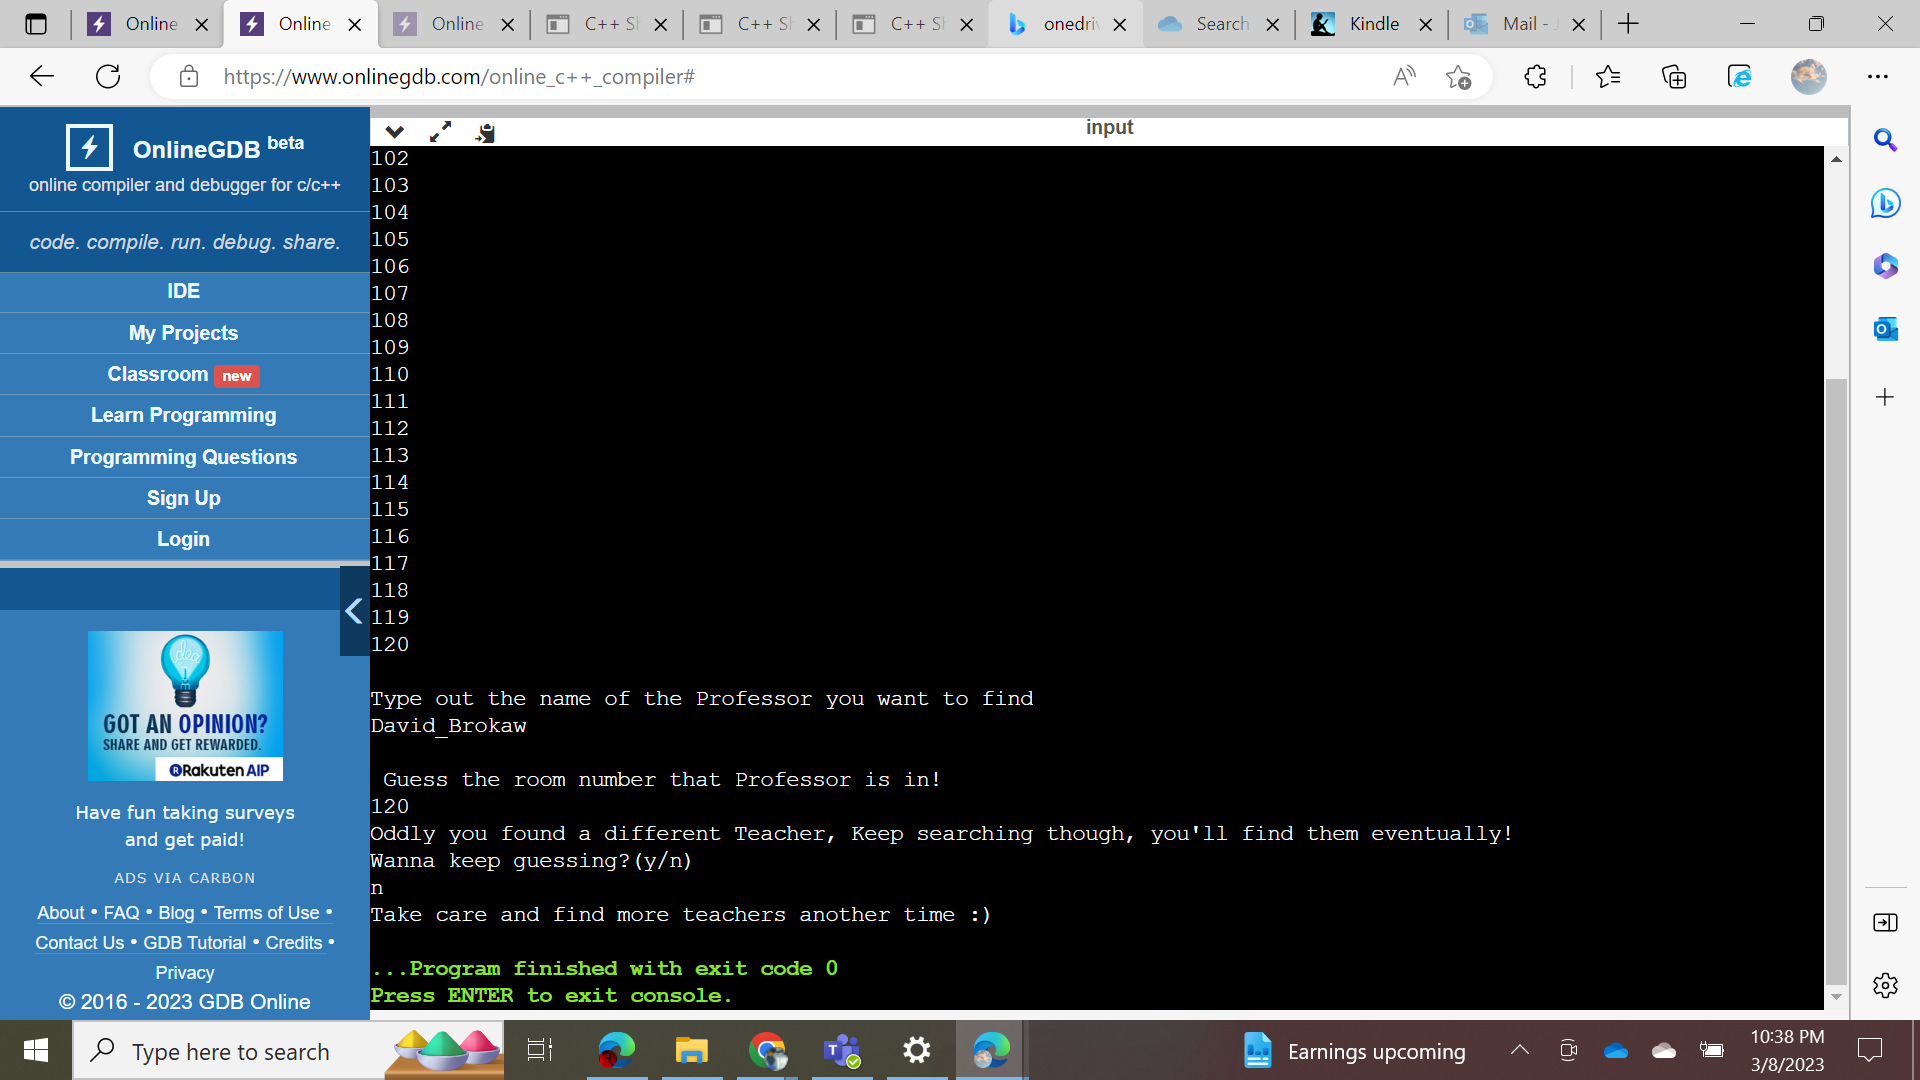 Online
Online
Online
C++ Sh
C++ Sh
C++ Sh
onedriv
Search
Kindle
Mail - J
https://www.onlinegdb.com/online_c++_compiler#
OnlineGDB beta
online compiler and debugger for c/c++
code. compile. run. debug. share.
IDE
My Projects
Classroom new
Learn Programming
Programming Questions
Sign Up
Login
idea
GOT AN OPINION?
SHARE AND GET REWARDED.
Rakuten AIP
Have fun taking surveys
and get paid!
ADS VIA CARBON
About • FAQ • Blog • Terms of Use •
Contact Us • GDB Tutorial • Credits •
Privacy
© 2016 - 2023 GDB Online
input
102
103
104
105
106
107
108
109
110
111
112
113
114
115
116
117
118
119
120
Type out the name of the Professor you want to find
David_Brokaw
Guess the room number that Professor is in!
120
Oddly you found a different Teacher, Keep searching though, you'll find them eventually!
Wanna keep guessing?(y/n)
n
Take care and find more teachers another time :)
...Program finished with exit code 0
Press ENTER to exit console.
Type here to search
Earnings upcoming
10:38 PM
3/8/2023